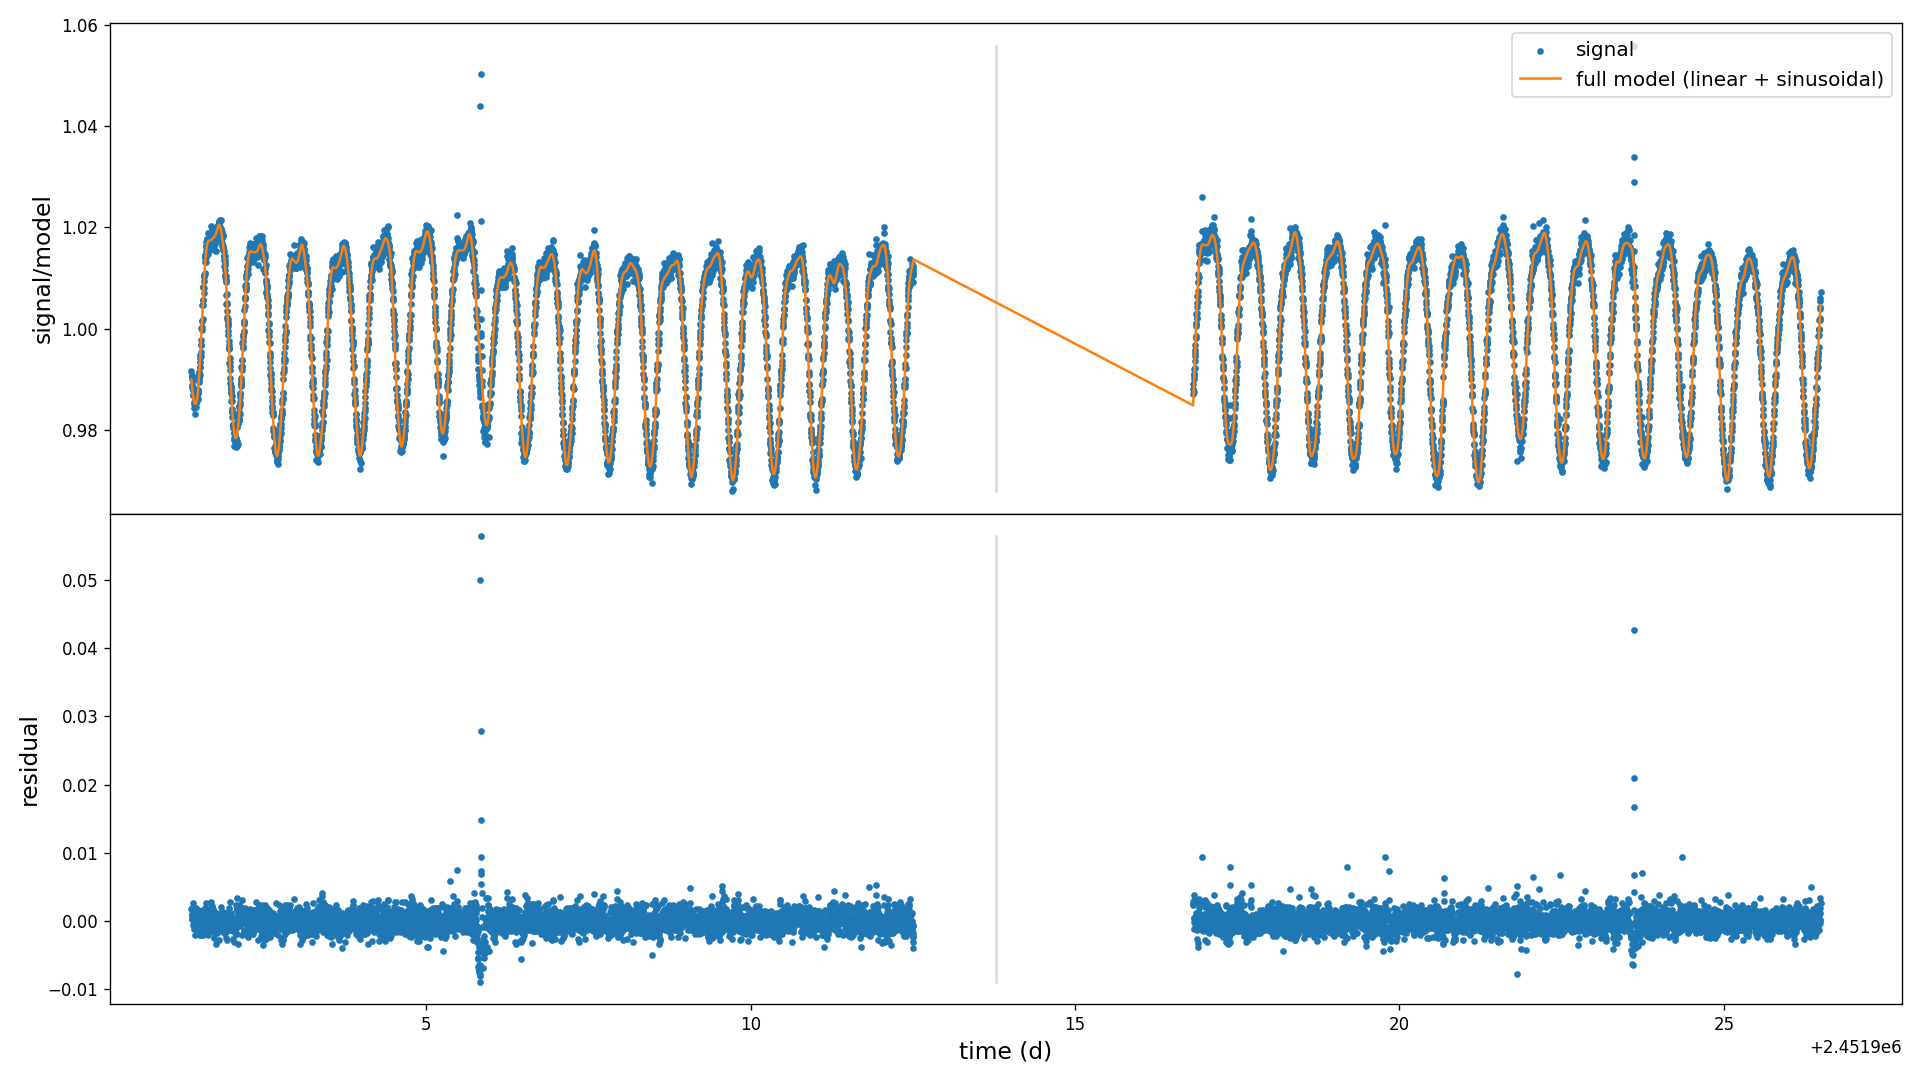 1.06
1.04
1.02
1.00
0.98
signal/model
signal
full model (linear + sinusoidal)
0.05
0.04
0.03
0.02
0.01
0.00
−0.01
residual
5
10
15
20
25
time (d)
+2.4519e6